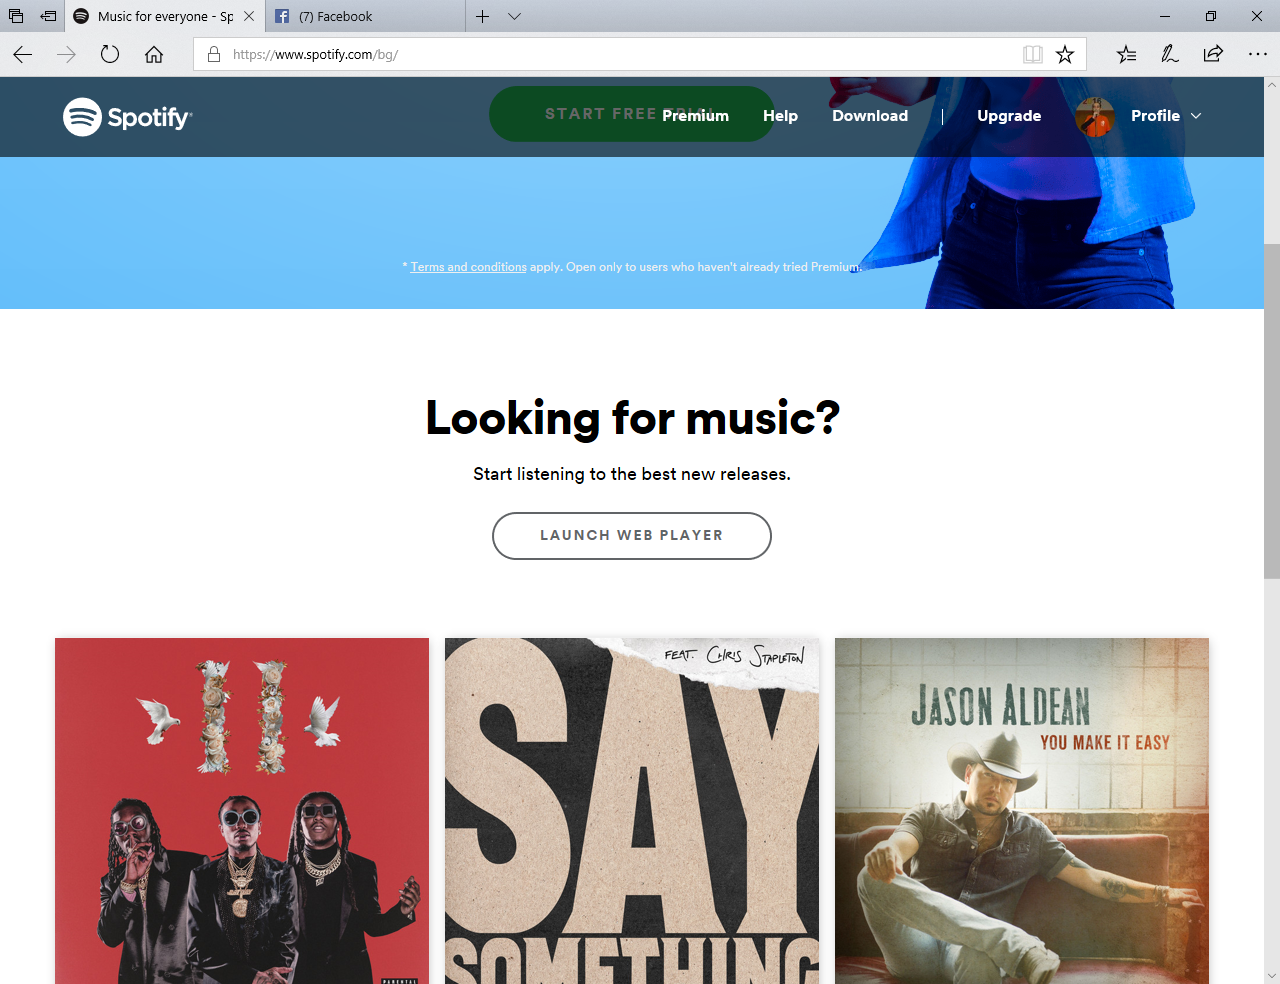 Music for everyone - Sp
(7) Facebook
https://www.spotify.com/bg/
Spotify
START FREE TRIAL
Premium
Help
Download
Upgrade
Profile
* Terms and conditions apply. Open only to users who haven't already tried Premium.
Looking for music?
Start listening to the best new releases.
LAUNCH WEB PLAYER
FEAT. CHRIS STAPLETON
SAY
SOMETHING
JASON ALDEAN
YOU MAKE IT EASY
PARENTAL